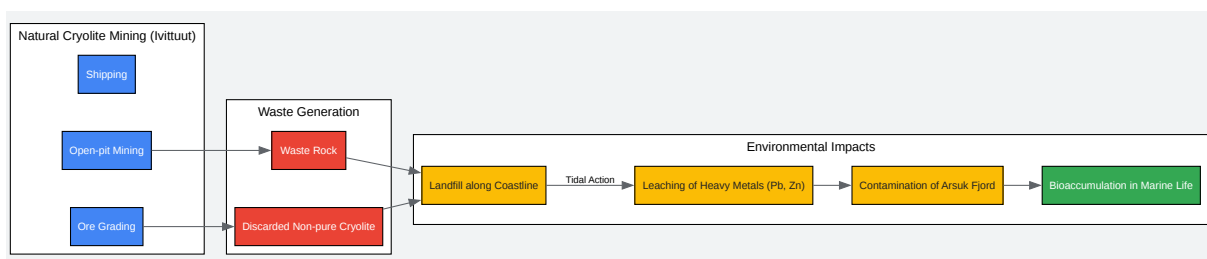 Natural Cryolite Mining (Ivittuut)
Shipping
Open-pit Mining
Ore Grading
Waste Generation
Waste Rock
Discarded Non-pure Cryolite
Environmental Impacts
Landfill along Coastline
Tidal Action
Leaching of Heavy Metals (Pb, Zn)
Contamination of Arsuk Fjord
Bioaccumulation in Marine Life